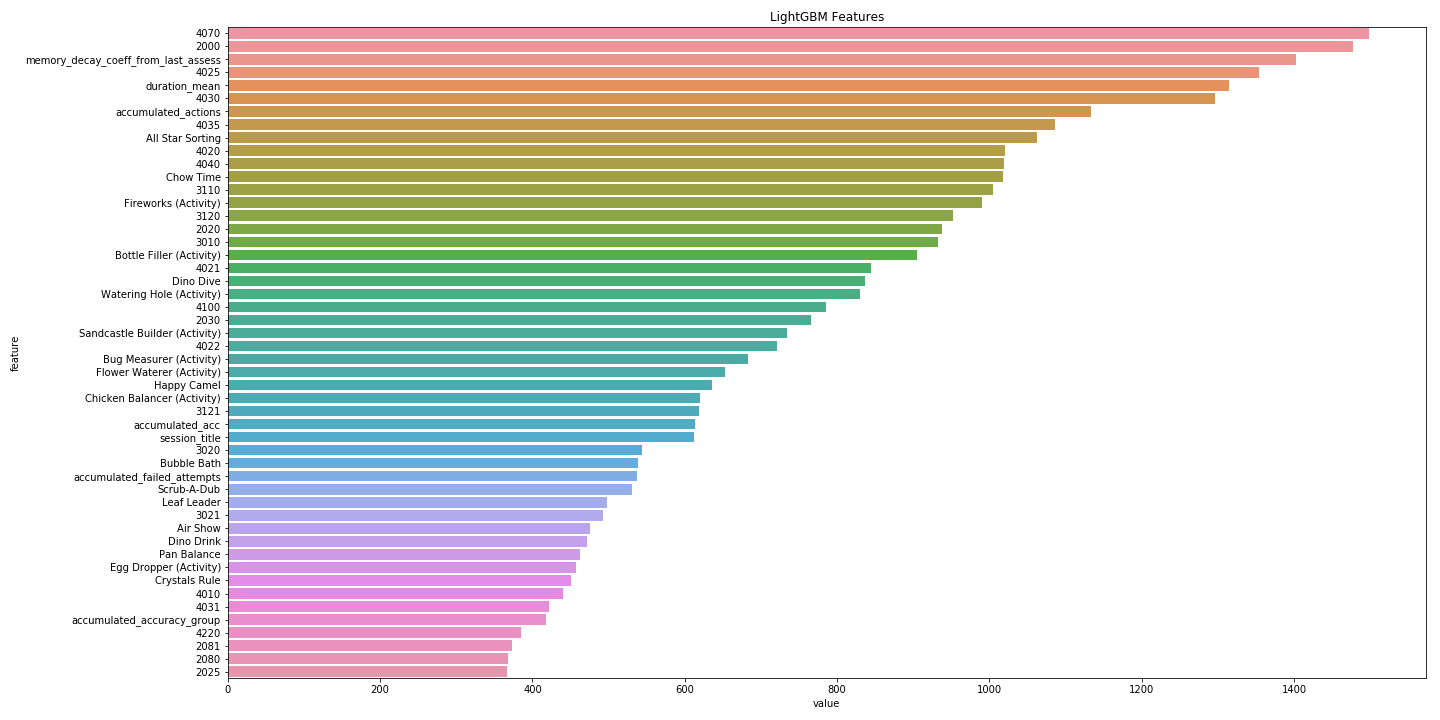 LightGBM Features
4070
2000
memory_decay_coeff_from_last_assess
4025
duration_mean
4030
accumulated_actions
4035
All Star Sorting
4020
4040
Chow Time
3110
Fireworks (Activity)
3120
2020
3010
Bottle Filler (Activity)
4021
Dino Dive
Watering Hole (Activity)
4100
2030
Sandcastle Builder (Activity)
4022
Bug Measurer (Activity)
Flower Waterer (Activity)
Happy Camel
Chicken Balancer (Activity)
3121
accumulated_acc
session_title
3020
Bubble Bath
accumulated_failed_attempts
Scrub-A-Dub
Leaf Leader
3021
Air Show
Dino Drink
Pan Balance
Egg Dropper (Activity)
Crystals Rule
4010
4031
accumulated_accuracy_group
4220
2081
2080
2025
feature
0 200 400 600 800 1000 1200 1400
value